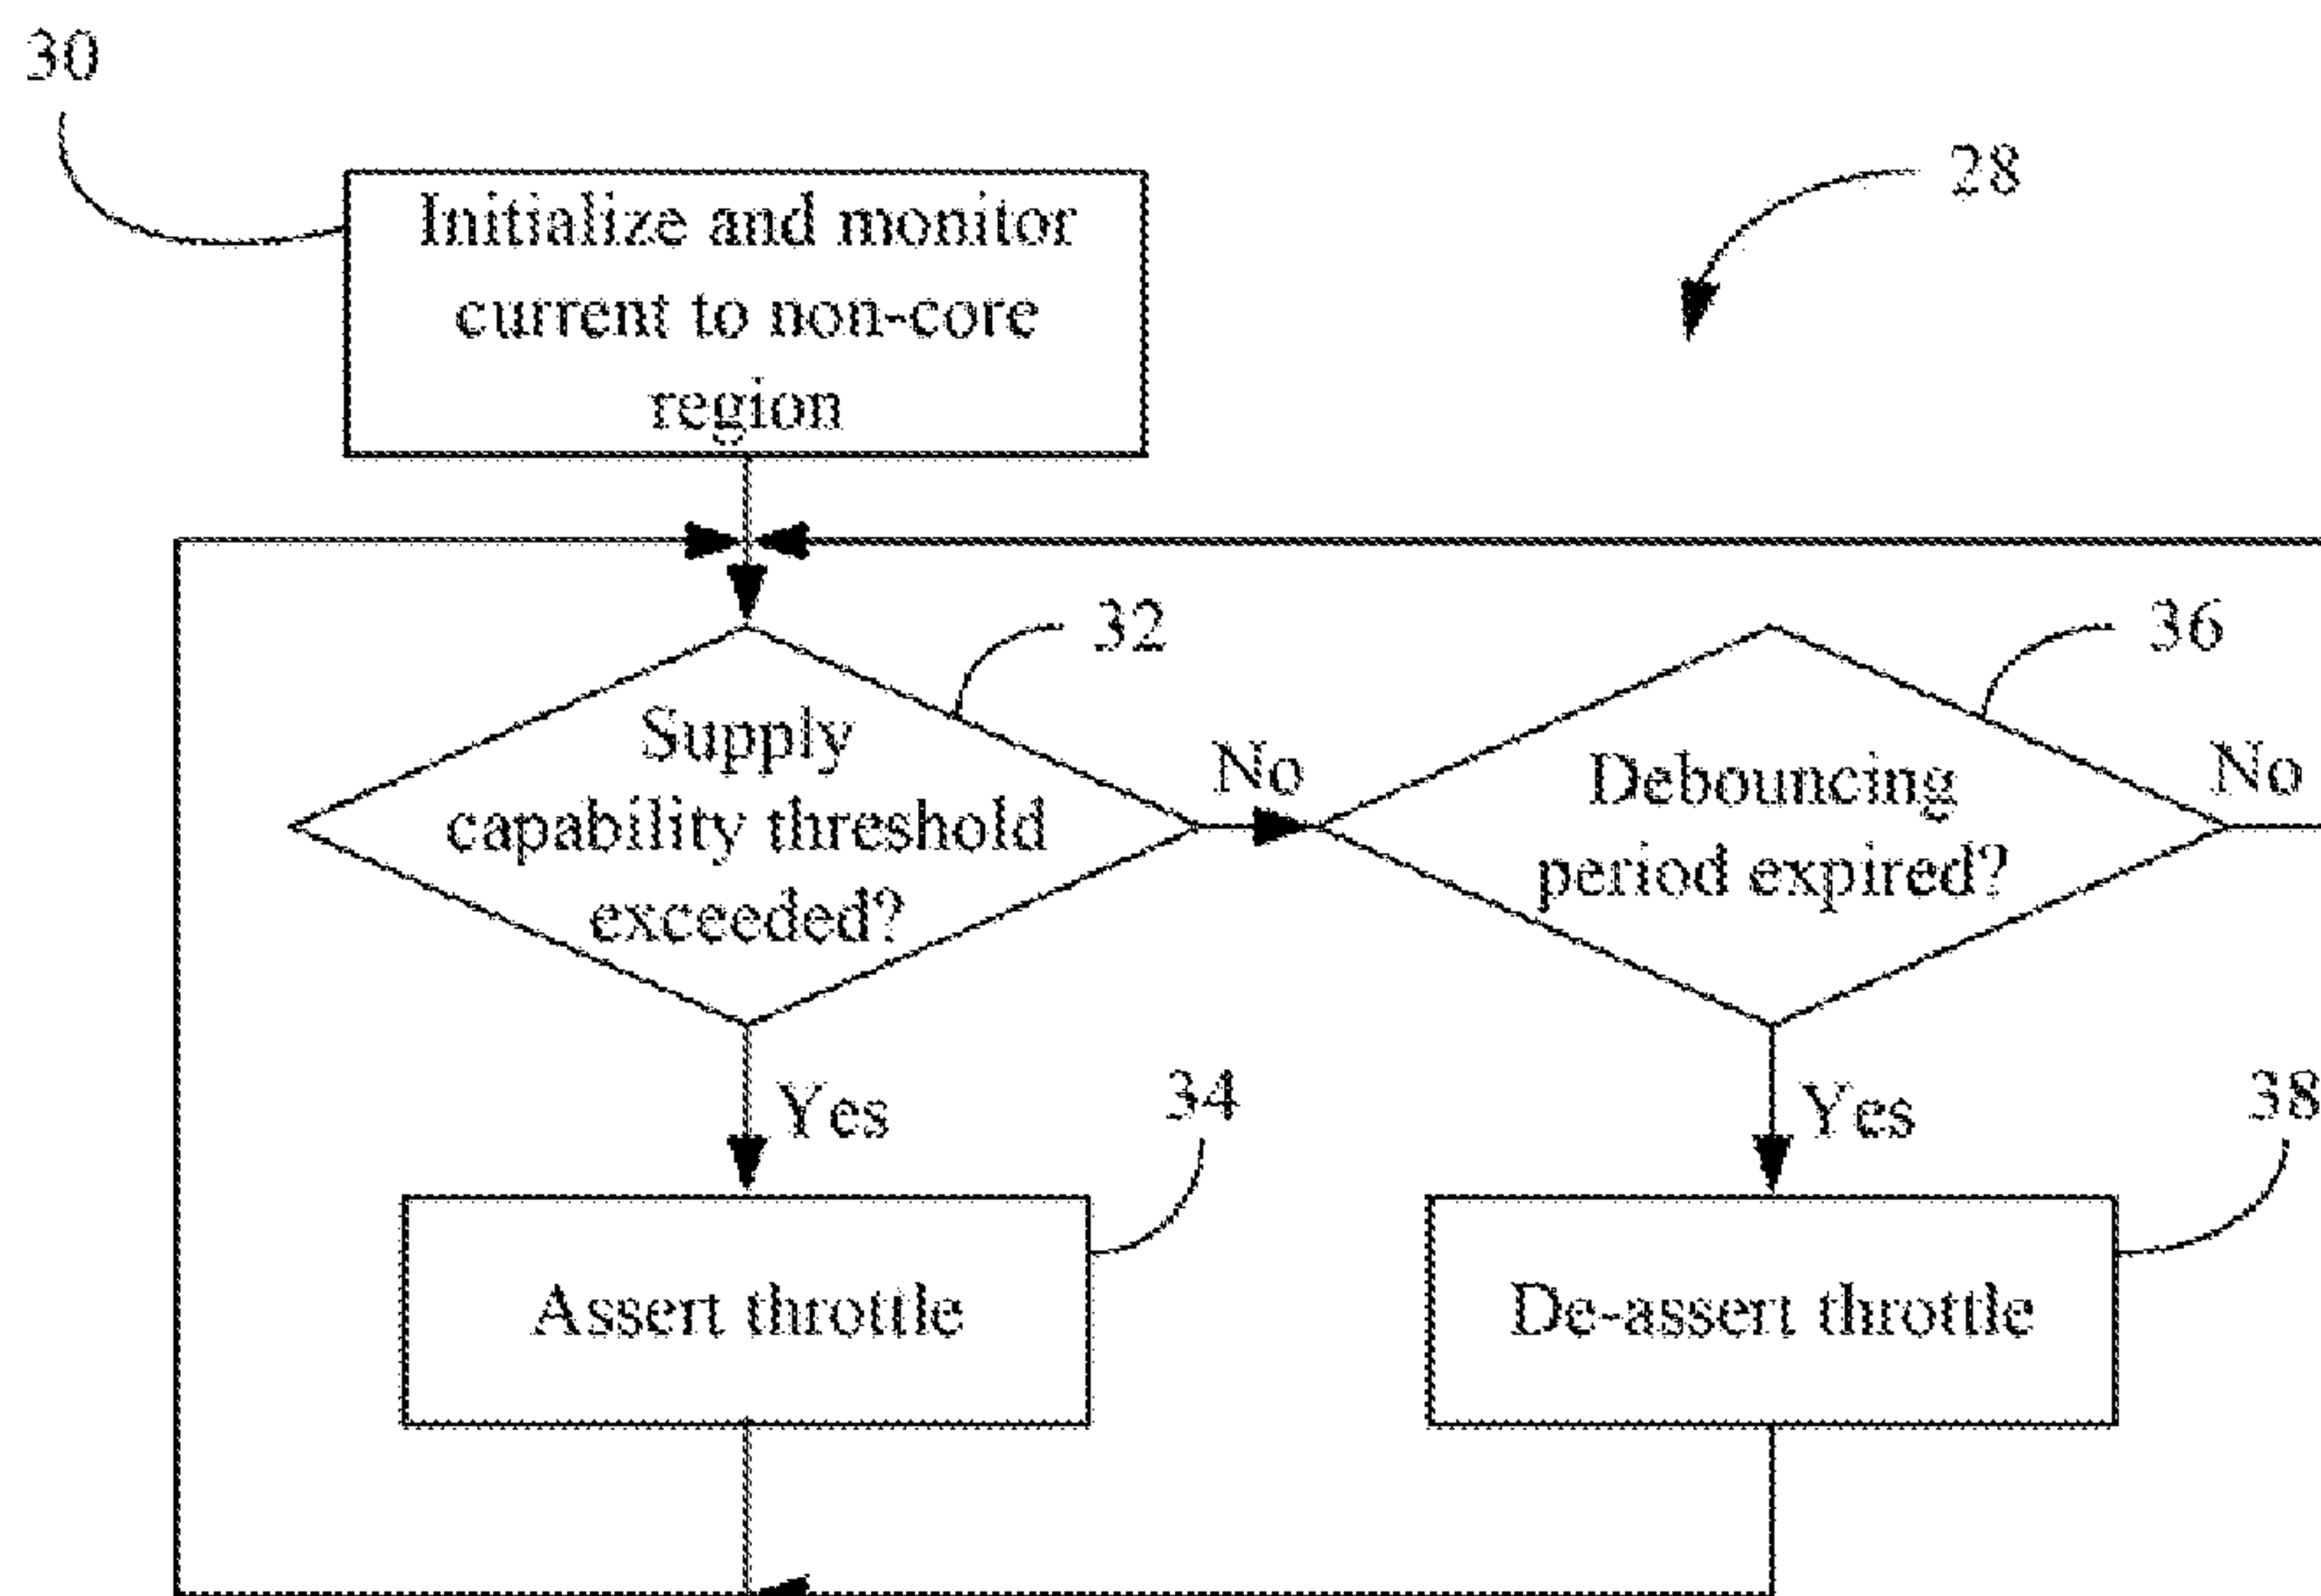 30
28
Initialize and monitor
current to non-core
region
32
36
Supply
capability threshold
exceeded?
No
Debouncing
period expired?
No
Yes
34
Yes
38
Assert throttle
De-assert throttle